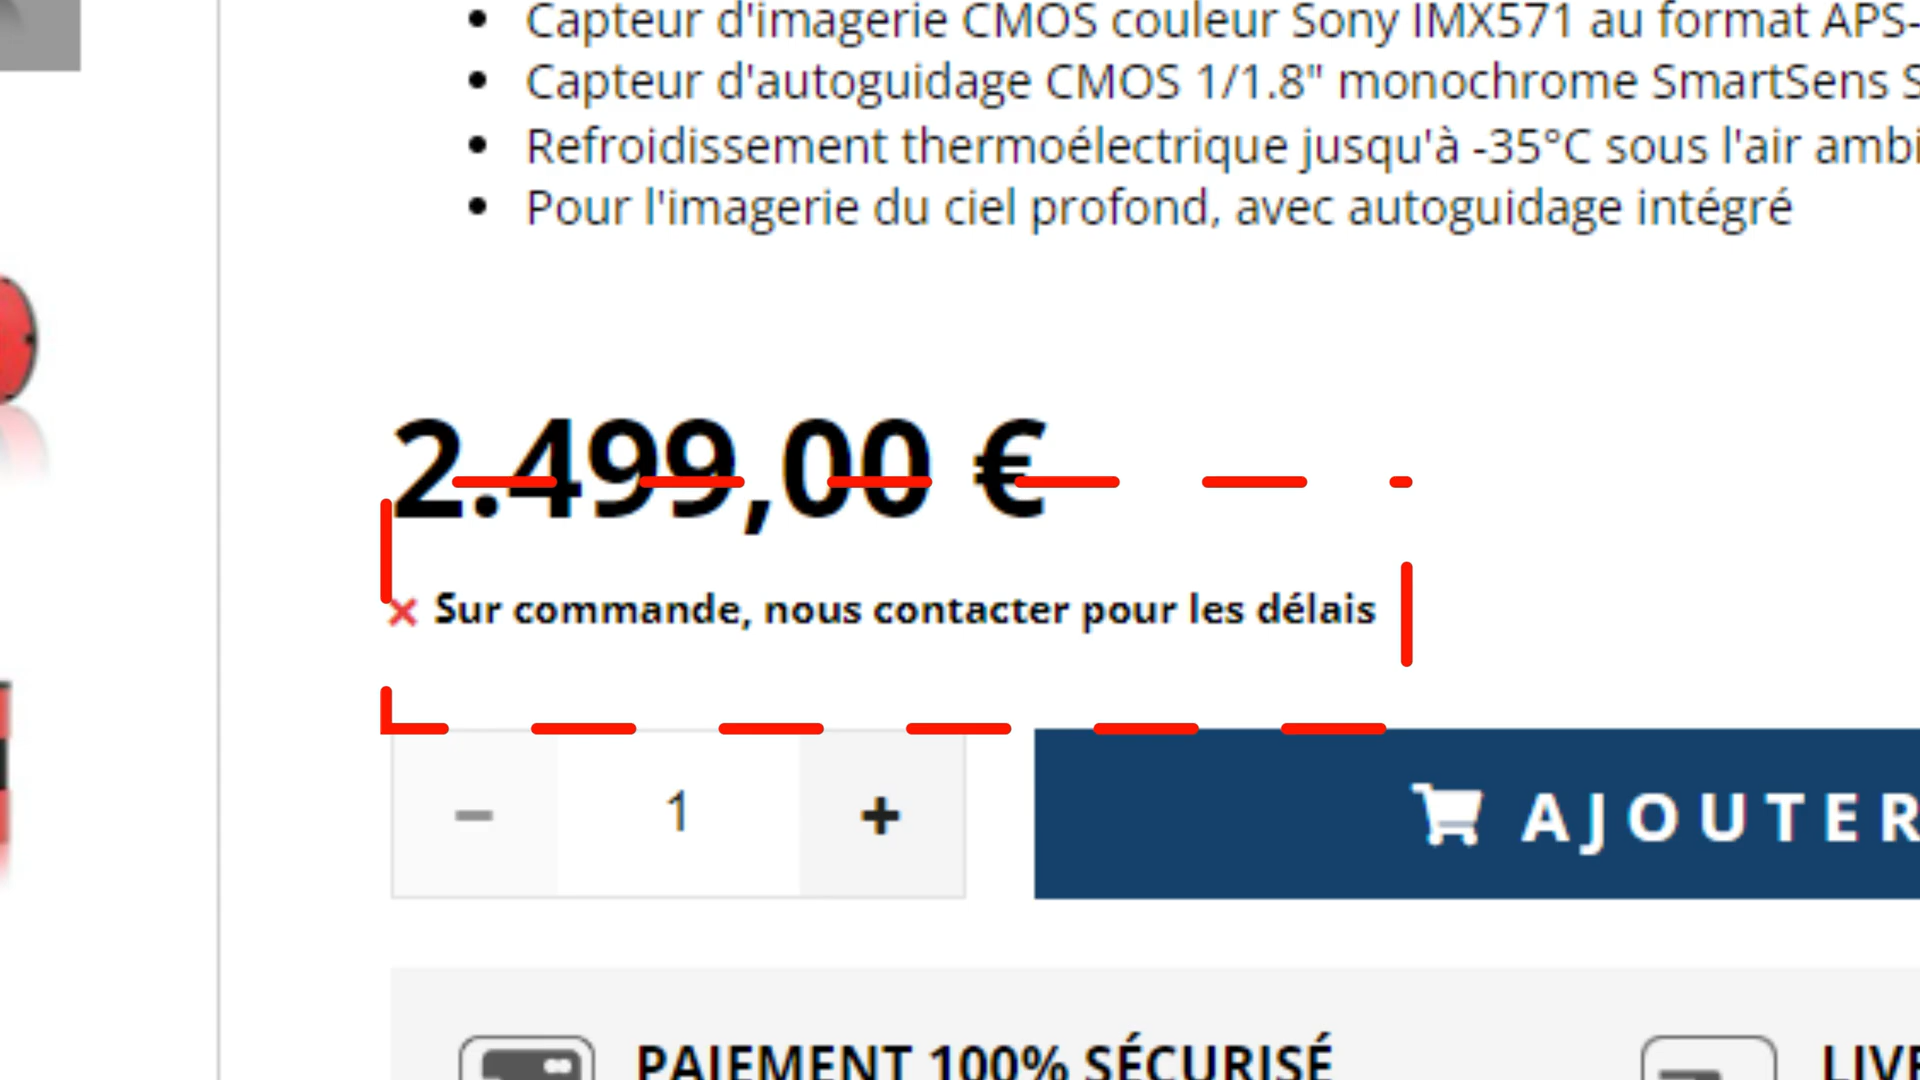 Capteur d'imagerie CMOS couleur Sony IMX571 au format APS-
Capteur d'autoguidage CMOS 1/1.8" monochrome SmartSens S
Refroidissement thermoélectrique jusqu'à -35°C sous l'air ambi
Pour l'imagerie du ciel profond, avec autoguidage intégré
2.499,00 €
Sur commande, nous contacter pour les délais
− 1 +
AJOUTER
PAIEMENT 100% SÉCURISÉ
LIV